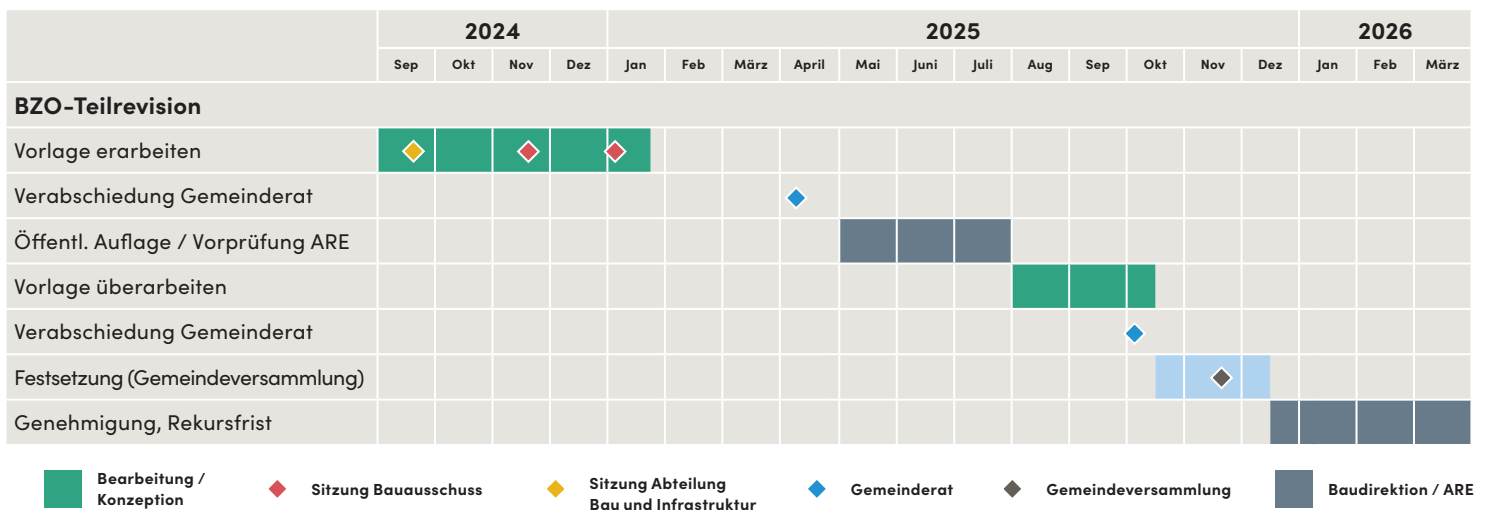 2024 2025 2026
Sep Okt Nov Dez Jan Feb März April Mai Juni Juli Aug Sep Okt Nov Dez Jan Feb März
BZO-Teilrevision
Vorlage erarbeiten
Verabschiedung Gemeinderat
Öffentl. Auflage / Vorprüfung ARE
Vorlage überarbeiten
Verabschiedung Gemeinderat
Festsetzung (Gemeindeversammlung)
Genehmigung, Rekursfrist
Bearbeitung /
Konzeption
Sitzung Bauausschuss
Sitzung Abteilung
Bau und Infrastruktur
Gemeinderat
Gemeindeversammlung
Baudirektion / ARE